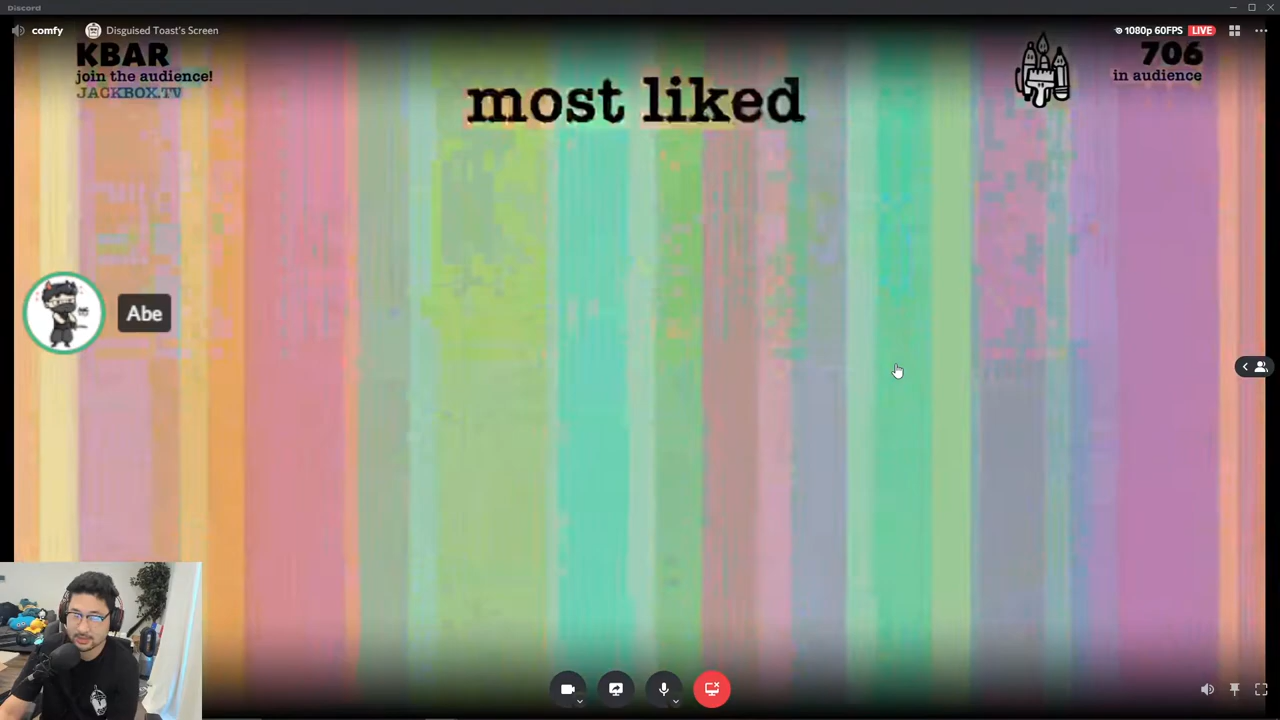 Discord
comfy
Disguised Toast's Screen
1080p 60FPS LIVE
KBAR
join the audience!
JACKBOX.TV
most liked
706
in audience
Abe